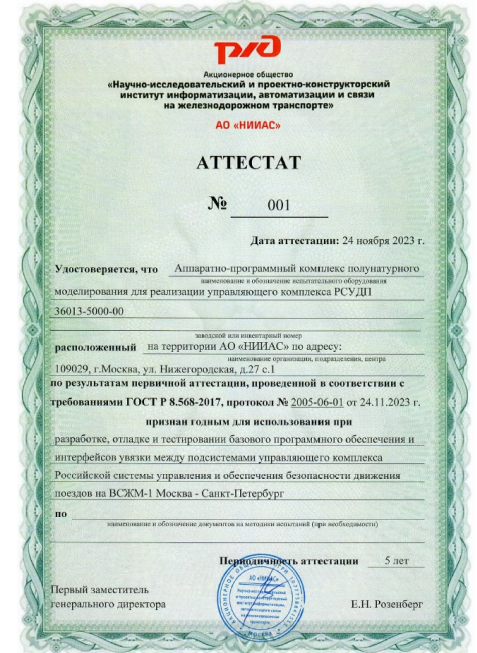 РЖД
Акционерное общество
«Научно-исследовательский и проектно-конструкторский
институт информатизации, автоматизации и связи
на железнодорожном транспорте»
АО «НИИАС»
АТТЕСТАТ
№ 001
Дата аттестации: 24 ноября 2023 г.
Удостоверяется, что Аппаратно-программный комплекс полунатурного
наименование и обозначение испытательного оборудования
моделирования для реализации управляющего комплекса РСУДП
36013-5000-00
заводской или инвентарный номер
расположенный на территории АО «НИИАС» по адресу:
наименование организации, подразделения, центра
109029, г.Москва, ул. Нижегородская, д.27 с.1
по результатам первичной аттестации, проведенной в соответствии с
требованиями ГОСТ Р 8.568-2017, протокол № 2005-06-01 от 24.11.2023 г.
признан годным для использования при
разработке, отладке и тестировании базового программного обеспечения и
интерфейсов увязки между подсистемами управляющего комплекса
Российской системы управления и обеспечения безопасности движения
поездов на ВСЖМ-1 Москва - Санкт-Петербург
по
наименование и обозначение документов на методики испытаний (при необходимости)
Периодичность аттестации 5 лет
АО «НИИАС»
Первый заместитель
генерального директора Е.Н. Розенберг
МОСКВА